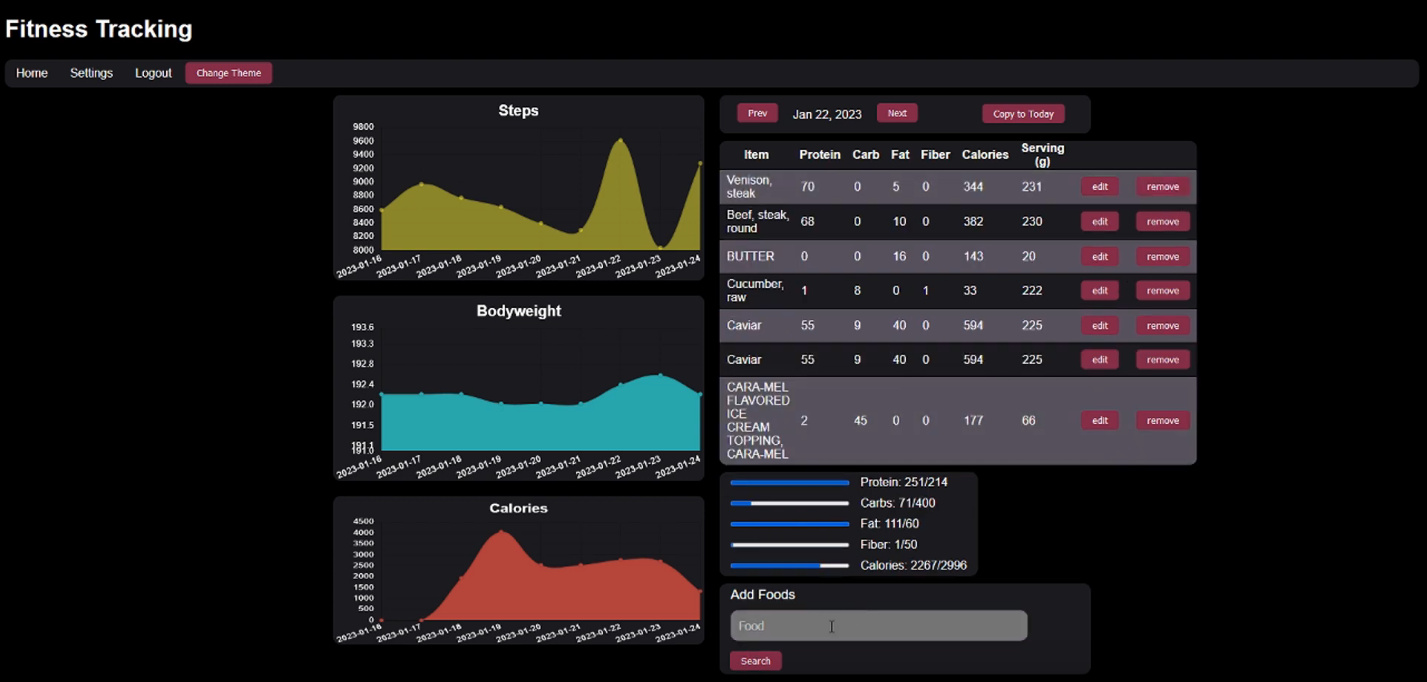 Fitness Tracking
Home Settings Logout Change Theme
Steps
9800
9600
9400
9200
9000
8800
8600
8400
8200
8000
2023-01-16 2023-01-17 2023-01-18 2023-01-19 2023-01-20 2023-01-21 2023-01-22 2023-01-23 2023-01-24
Bodyweight
193.6
193.3
192.8
192.4
192.0
191.5
191.1
191.0
2023-01-16 2023-01-17 2023-01-18 2023-01-19 2023-01-20 2023-01-21 2023-01-22 2023-01-23 2023-01-24
Calories
4500
4000
3500
3000
2500
2000
1500
1000
500
0
2023-01-16 2023-01-17 2023-01-18 2023-01-19 2023-01-20 2023-01-21 2023-01-22 2023-01-23 2023-01-24
Prev Jan 22, 2023 Next Copy to Today
Item Protein Carb Fat Fiber Calories Serving
(g)
Venison,
steak 70 0 5 0 344 231 edit remove
Beef, steak,
round 68 0 10 0 382 230 edit remove
BUTTER 0 0 16 0 143 20 edit remove
Cucumber,
raw 1 8 0 1 33 222 edit remove
Caviar 55 9 40 0 594 225 edit remove
Caviar 55 9 40 0 594 225 edit remove
CARA-MEL
FLAVORED
ICE
CREAM 2 45 0 0 177 66 edit remove
TOPPING,
CARA-MEL
Protein: 251/214
Carbs: 71/400
Fat: 111/60
Fiber: 1/50
Calories: 2267/2996
Add Foods
Food
Search